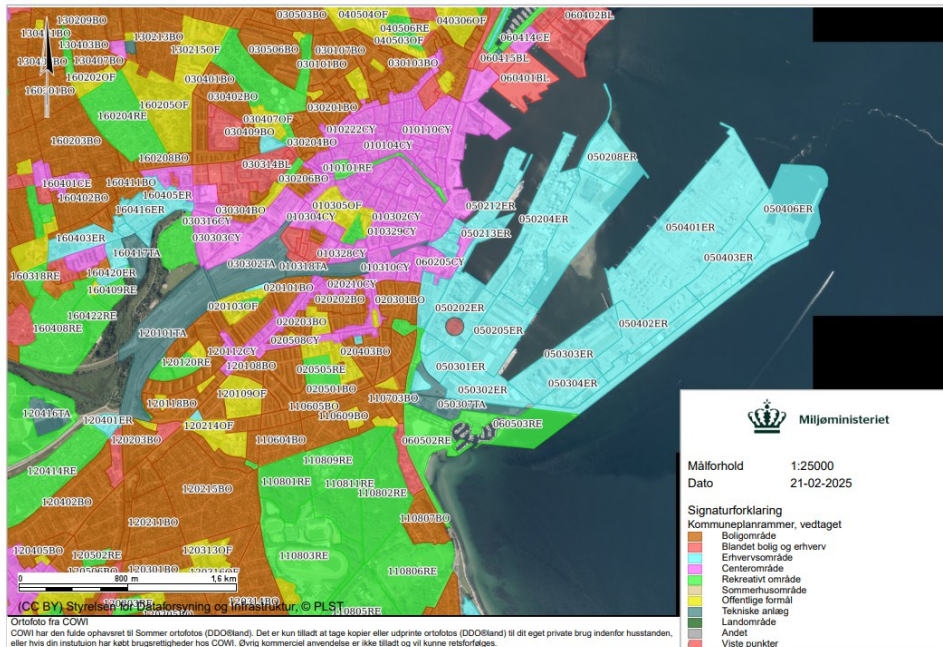 130209BO
030503BO
040504OF
040306OF
060402BL
040506RE
060414CE
130403BO
130213BO
130215OF
040503OF
030506BO
030107BO
130407BO
030101BO
030103BO
060415BL
160202OF
030401BO
060401BL
160201BO
030402BO
160205OF
030201BO
160204RE
030407OF
010222CY
010110CY
030409BO
160203BO
030204BO
010104CY
160208BO
030314BL
010101RE
050208ER
030206BO
160401CE
160411BO
160402BO
160405ER
010305OF
050212ER
050406ER
160416ER
030304BO
010304CY
010302CY
050204ER
030316CY
050401ER
160403ER
030303CY
010329CY
050213ER
160417TA
010328CY
060205CY
050403ER
160318RE
160420ER
030302TA
010318TA
010310CY
160409RE
020101BO
020210CY
020202BO
020301BO
020103OF
050202ER
160422RE
020203BO
050402ER
160408RE
120101TA
050205ER
020508CY
120112CY
020403BO
050303ER
120120RE
120108BO
020505RE
050301ER
050304ER
020501BO
050302ER
120118BO
120109OF
110605BO
110703BO
050307TA
120416TA
120401ER
110609BO
120214OF
060503RE
120203BO
110604BO
060502RE
120414RE
110809RE
120402BO
120215BO
110801RE
110811RE
110802RE
120211BO
110807BO
120405BO
120502RE
120313OF
110803RE
120301BO
110806RE
110805RE
0 800 m 1,6 km
(CC BY) Styrelsen for Dataforsyning og Infrastruktur, © PLST
Ortofoto fra COWI
COWI har den fulde ophavsret til Sommer ortofotos (DDO®land). Det er kun tilladt at tage kopier eller udprinte ortofotos (DDO®land) til dit eget private brug indenfor husstanden,
eller hvis din instutuion har købt brugsrettigheder hos COWI. Øvrig kommerciel anvendelse er ikke tilladt og vil kunne retsforfølges.
Miljøministeriet
Målforhold 1:25000
Dato 21-02-2025
Signaturforklaring
Kommuneplanrammer, vedtaget
Boligområde
Blandet bolig og erhverv
Erhvervsområde
Centerområde
Rekreativt område
Sommerhusområde
Offentlige formål
Tekniske anlæg
Landområde
Andet
Viste punkter